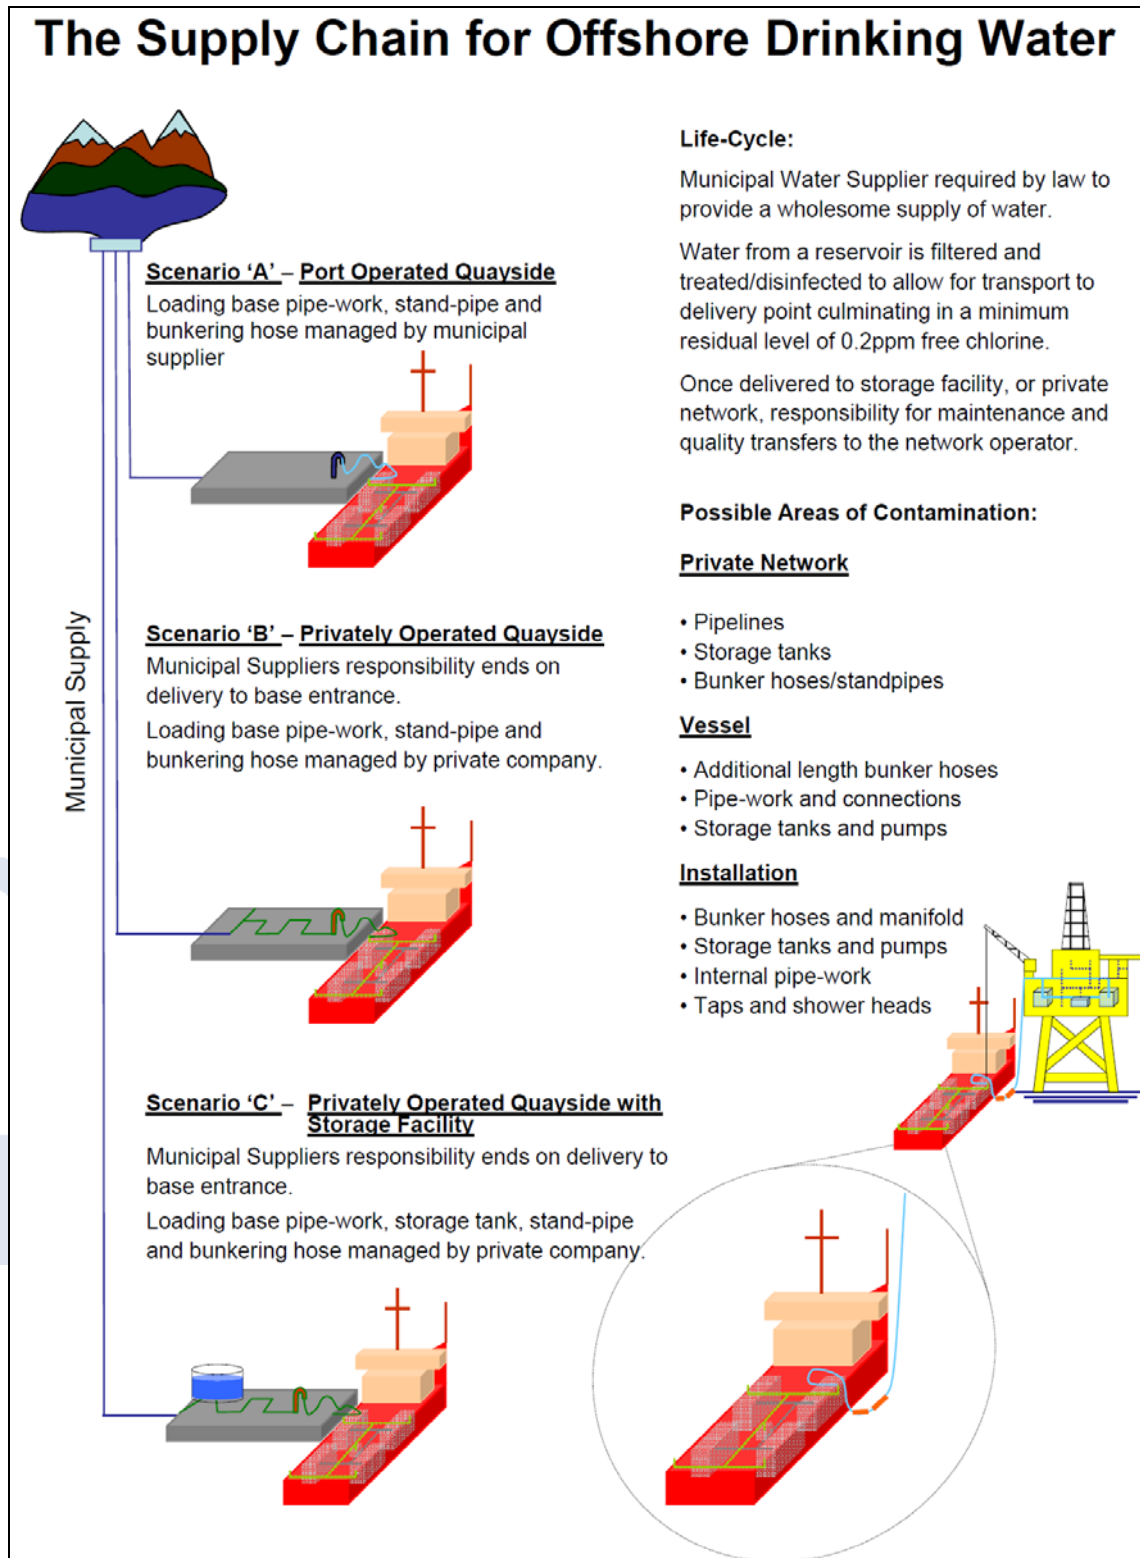 The Supply Chain for Offshore Drinking Water
Scenario ‘A’ – Port Operated Quayside
Loading base pipe-work, stand-pipe and
bunkering hose managed by municipal
supplier
Municipal Supply
Scenario ‘B’ – Privately Operated Quayside
Municipal Suppliers responsibility ends on
delivery to base entrance.
Loading base pipe-work, stand-pipe and
bunkering hose managed by private company.
Scenario ‘C’ – Privately Operated Quayside with
Storage Facility
Municipal Suppliers responsibility ends on delivery to
base entrance.
Loading base pipe-work, storage tank, stand-pipe
and bunkering hose managed by private company.
Life-Cycle:
Municipal Water Supplier required by law to
provide a wholesome supply of water.
Water from a reservoir is filtered and
treated/disinfected to allow for transport to
delivery point culminating in a minimum
residual level of 0.2ppm free chlorine.
Once delivered to storage facility, or private
network, responsibility for maintenance and
quality transfers to the network operator.
Possible Areas of Contamination:
Private Network
• Pipelines
• Storage tanks
• Bunker hoses/standpipes
Vessel
• Additional length bunker hoses
• Pipe-work and connections
• Storage tanks and pumps
Installation
• Bunker hoses and manifold
• Storage tanks and pumps
• Internal pipe-work
• Taps and shower heads